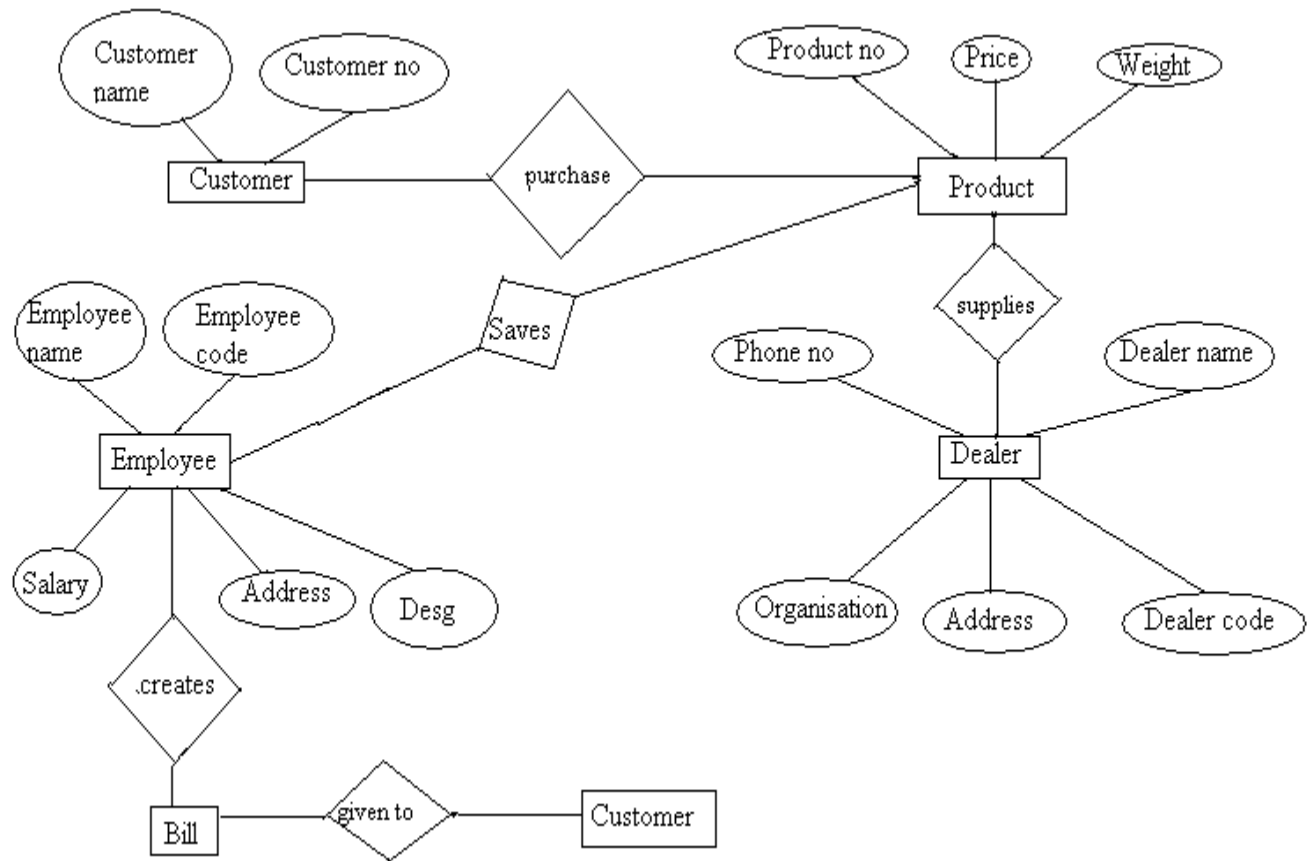 Customer
name
Customer no
Product no
Price
Weight
Customer
purchase
Product
Employee
name
Employee
code
Saves
supplies
Phone no
Dealer name
Employee
Dealer
Salary
Address
Desg
Organisation
Address
Dealer code
creates
Bill
given to
Customer